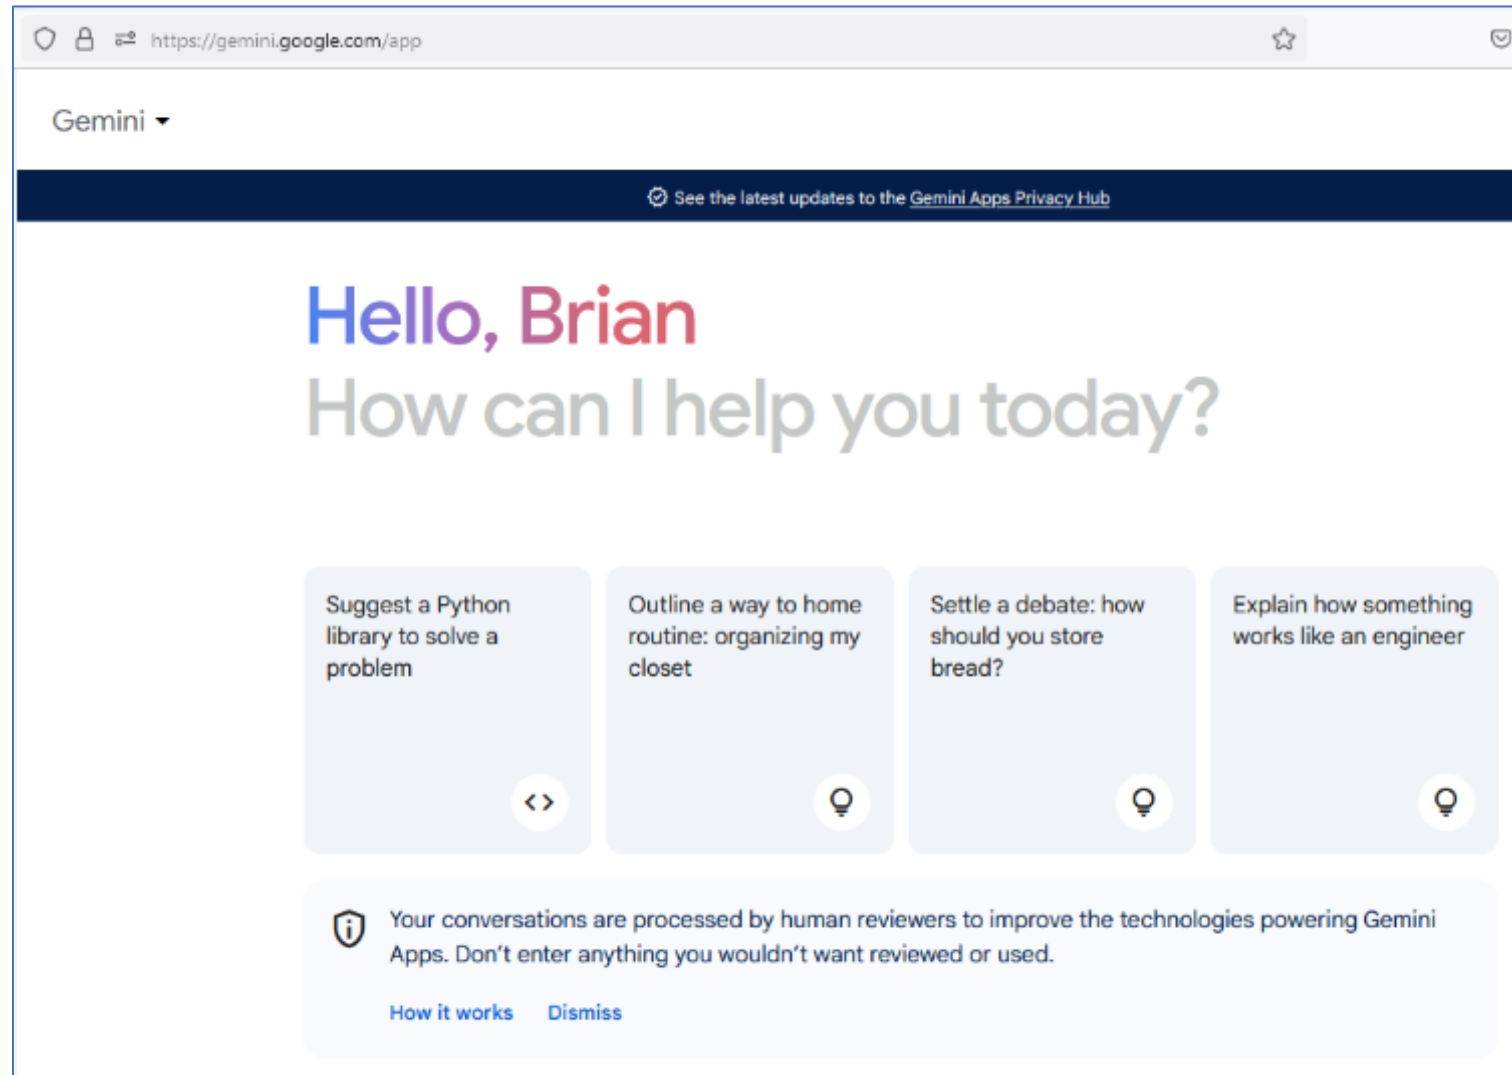 https://gemini.google.com/app
Gemini
See the latest updates to the Gemini Apps Privacy Hub
Hello, Brian
How can I help you today?
Suggest a Python
library to solve a
problem
Outline a way to home
routine: organizing my
closet
Settle a debate: how
should you store
bread?
Explain how something
works like an engineer
Your conversations are processed by human reviewers to improve the technologies powering Gemini
Apps. Don't enter anything you wouldn't want reviewed or used.
How it works Dismiss